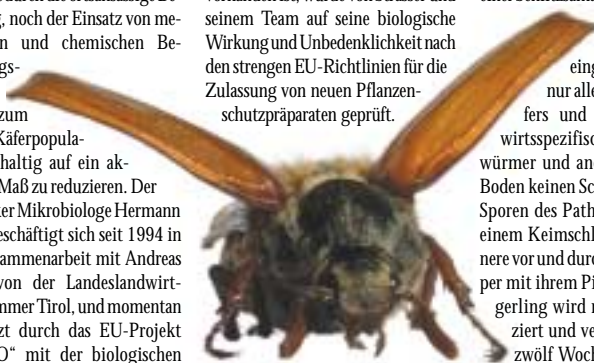 g, noch der Einsatz von me-
n und chemischen Be-
gs-
zum
Käferpopula-
haltig auf ein ak-
Maß zu reduzieren. Der
ker Mikrobiologe Hermann
eschäftigt sich seit 1994 in
ammenarbeit mit Andreas
von der Landeslandwirt-
mmer Tirol, und momentan
zt durch das EU-Projekt
O“ mit der biologischen
seinem Team auf seine biologische
Wirkung und Unbedenklichkeit nach
den strengen EU-Richtlinien für die
Zulassung von neuen Pflanzen-
schutzpräparaten geprüft.
eing
nur alle
fers und
wirtsspezifisc
würmer und an
Boden keinen Sc
Sporen des Path
einem Keimschl
nere vor und durc
per mit ihrem Pi
gerling wird r
ziert und ve
zwölf Woch